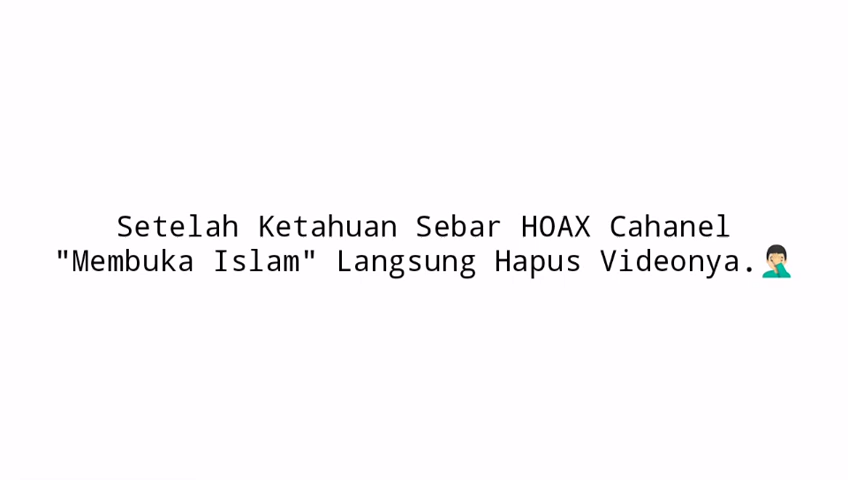 Setelah Ketahuan Sebar HOAX Cahanel
"Membuka Islam" Langsung Hapus Videonya.🤦🏻‍♂️